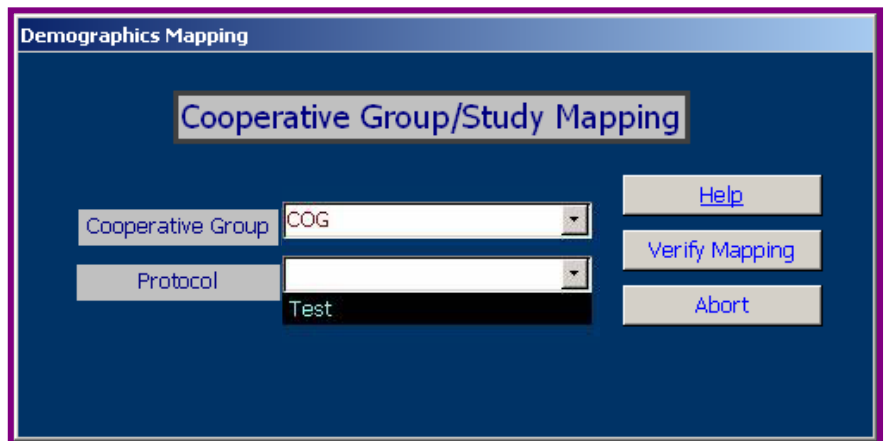 Demographics Mapping
Cooperative Group/Study Mapping
Cooperative Group
COG
Protocol
Test
Help
Verify Mapping
Abort